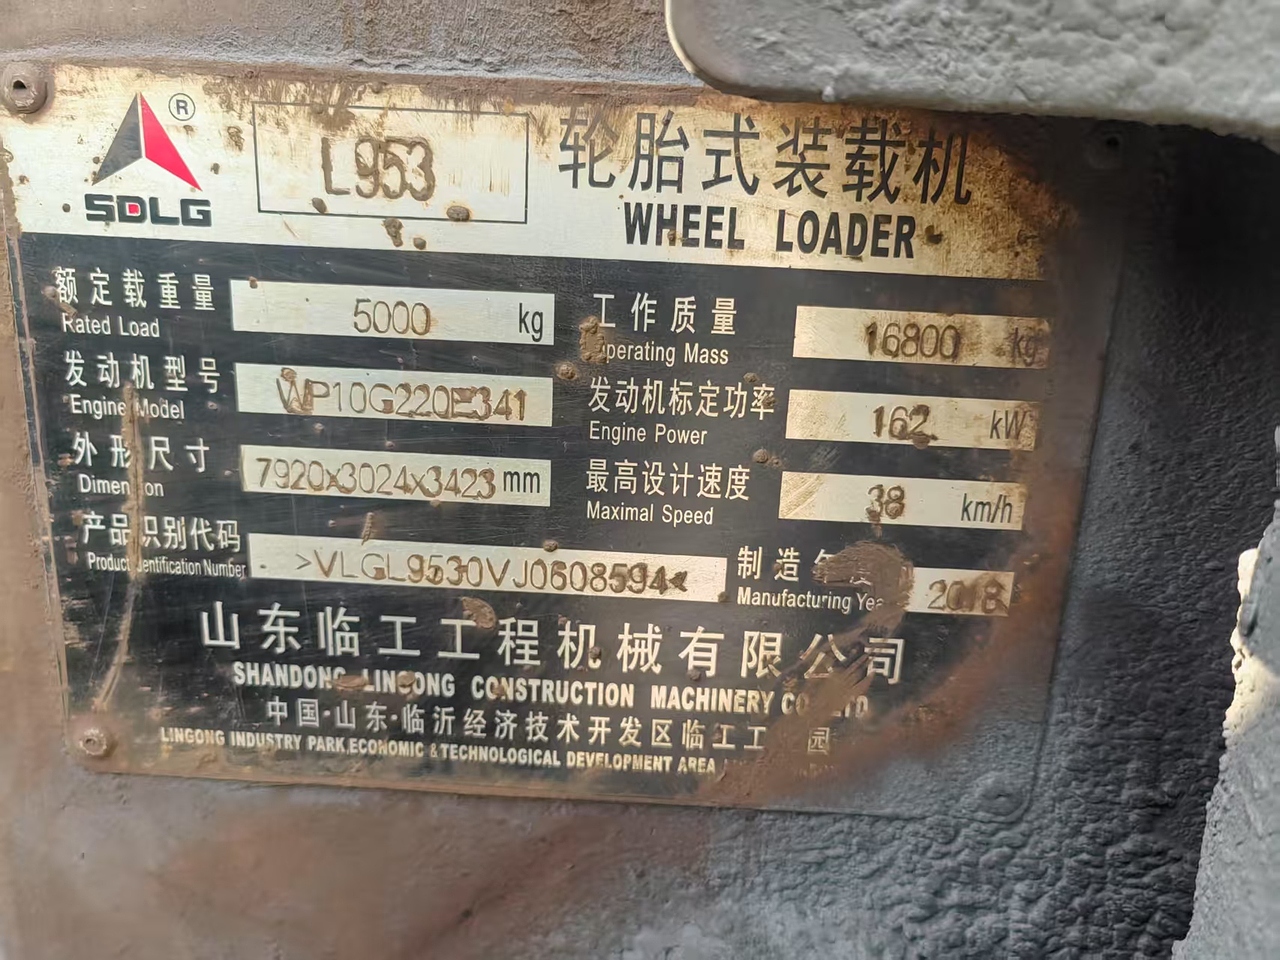 ®
SDLG
L953
轮胎式装载机
WHEEL LOADER
额定载重量 5000 kg
Rated Load
工作质量 16800 kg
Operating Mass
发动机型号 WP10G220E341
Engine Model
发动机标定功率 162 kW
Engine Power
外形尺寸 7920x3024x3423 mm
Dimension
最高设计速度 38 km/h
Maximal Speed
产品识别代码 >VLGL9530VJ0608594<
Product Identification Number
制造年度 2018
Manufacturing Year
山东临工工程机械有限公司
SHANDONG LINGONG CONSTRUCTION MACHINERY CO., LTD
中国·山东·临沂经济技术开发区临工工 园
LINGONG INDUSTRY PARK,ECONOMIC & TECHNOLOGICAL DEVELOPMENT AREA